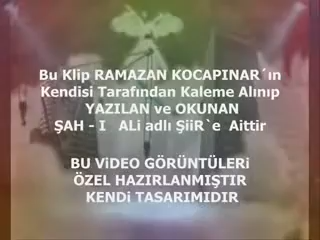 Bu Klip RAMAZAN KOCAPINAR´ın
Kendisi Tarafından Kaleme Alınıp
YAZILAN ve OKUNAN
ŞAH - I ALi adlı ŞiiR`e Aittir
BU ViDEO GÖRÜNTÜLERi
ÖZEL HAZIRLANMIŞTIR
KENDi TASARIMIDIR